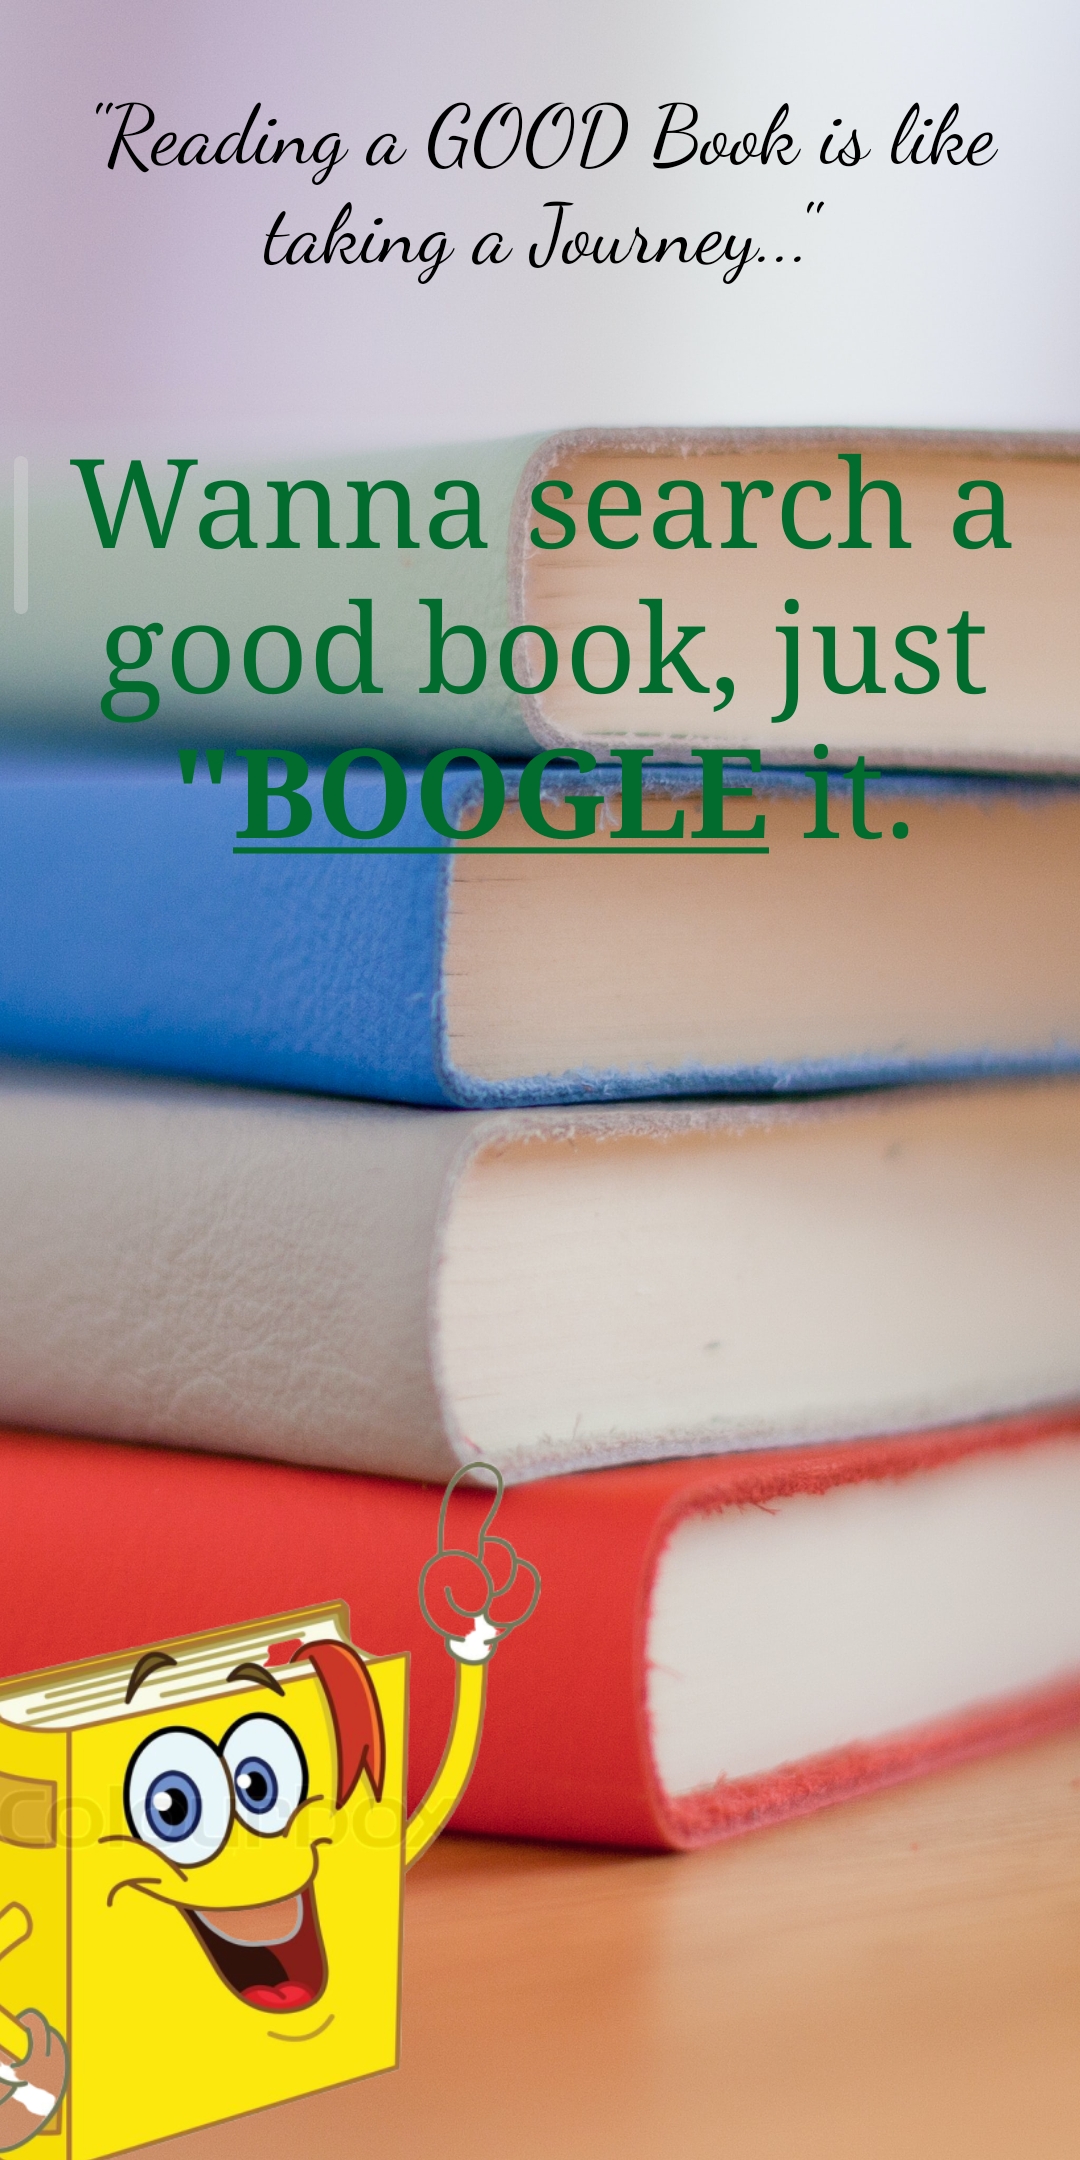 "Reading a GOOD Book is like
taking a Journey..."
Wanna search a
good book, just
"BOOGLE it.
Colourbox